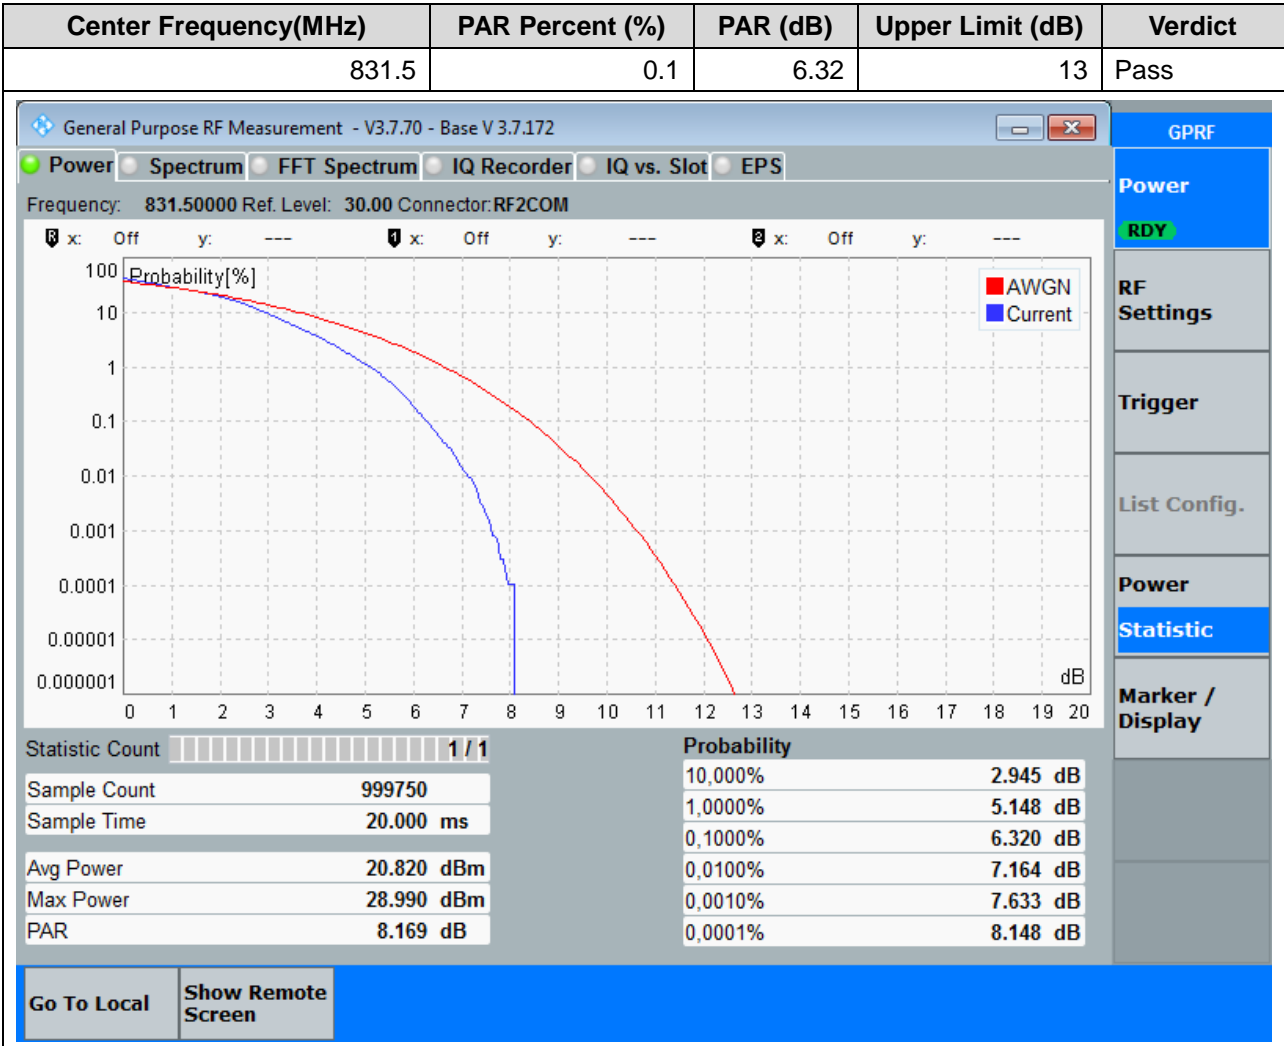 Center Frequency(MHz) PAR Percent (%) PAR (dB) Upper Limit (dB) Verdict
831.5 0.1 6.32 13 Pass
General Purpose RF Measurement - V3.7.70 - Base V 3.7.172
GPRF
Power Spectrum FFT Spectrum IQ Recorder IQ vs. Slot EPS
Power
RDY
Frequency: 831.50000 Ref. Level: 30.00 Connector: RF2COM
R x: Off y: --- 1 x: Off y: --- 2 x: Off y: ---
Probability[%]
AWGN
Current
100
10
1
0.1
0.01
0.001
0.0001
0.00001
0.000001
dB
0 1 2 3 4 5 6 7 8 9 10 11 12 13 14 15 16 17 18 19 20
RF
Settings
Trigger
List Config.
Power
Statistic
Marker /
Display
Statistic Count 1 / 1
Sample Count 999750
Sample Time 20.000 ms
Avg Power 20.820 dBm
Max Power 28.990 dBm
PAR 8.169 dB
Probability
10,000% 2.945 dB
1,0000% 5.148 dB
0,1000% 6.320 dB
0,0100% 7.164 dB
0,0010% 7.633 dB
0,0001% 8.148 dB
Go To Local
Show Remote
Screen